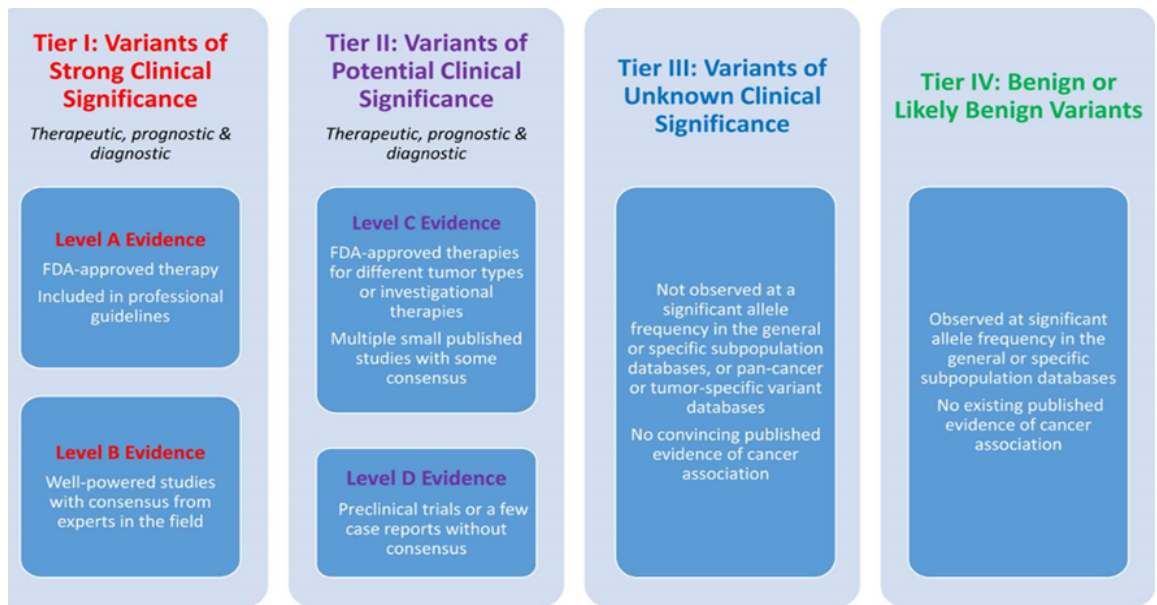 Tier I: Variants of
Strong Clinical
Significance
Therapeutic, prognostic &
diagnostic
Level A Evidence
FDA-approved therapy
Included in professional
guidelines
Level B Evidence
Well-powered studies
with consensus from
experts in the field
Tier II: Variants of
Potential Clinical
Significance
Therapeutic, prognostic &
diagnostic
Level C Evidence
FDA-approved therapies
for different tumor types
or investigational
therapies
Multiple small published
studies with some
consensus
Level D Evidence
Preclinical trials or a few
case reports without
consensus
Tier III: Variants of
Unknown Clinical
Significance
Not observed at a
significant allele
frequency in the general
or specific subpopulation
databases, or pan-cancer
or tumor-specific variant
databases
No convincing published
evidence of cancer
association
Tier IV: Benign or
Likely Benign Variants
Observed at significant
allele frequency in the
general or specific
subpopulation databases
No existing published
evidence of cancer
association